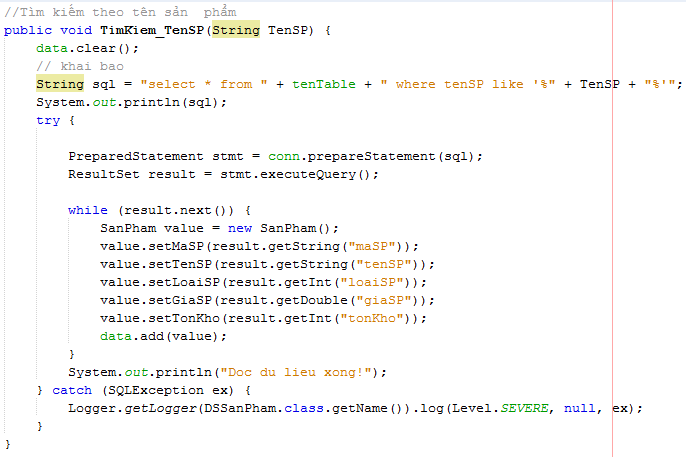 //Tìm kiếm theo tên sản  phẩm
public void TimKiem_TenSP(String TenSP) {
    data.clear();
    // khai bao
    String sql = "select * from " + tenTable + " where tenSP like '%" + TenSP + "%'";
    System.out.println(sql);
    try {

        PreparedStatement stmt = conn.prepareStatement(sql);
        ResultSet result = stmt.executeQuery();

        while (result.next()) {
            SanPham value = new SanPham();
            value.setMaSP(result.getString("maSP"));
            value.setTenSP(result.getString("tenSP"));
            value.setLoaiSP(result.getInt("loaiSP"));
            value.setGiaSP(result.getDouble("giaSP"));
            value.setTonKho(result.getInt("tonKho"));
            data.add(value);
        }
        System.out.println("Doc du lieu xong!");
    } catch (SQLException ex) {
        Logger.getLogger(DSSanPham.class.getName()).log(Level.SEVERE, null, ex);
    }
}